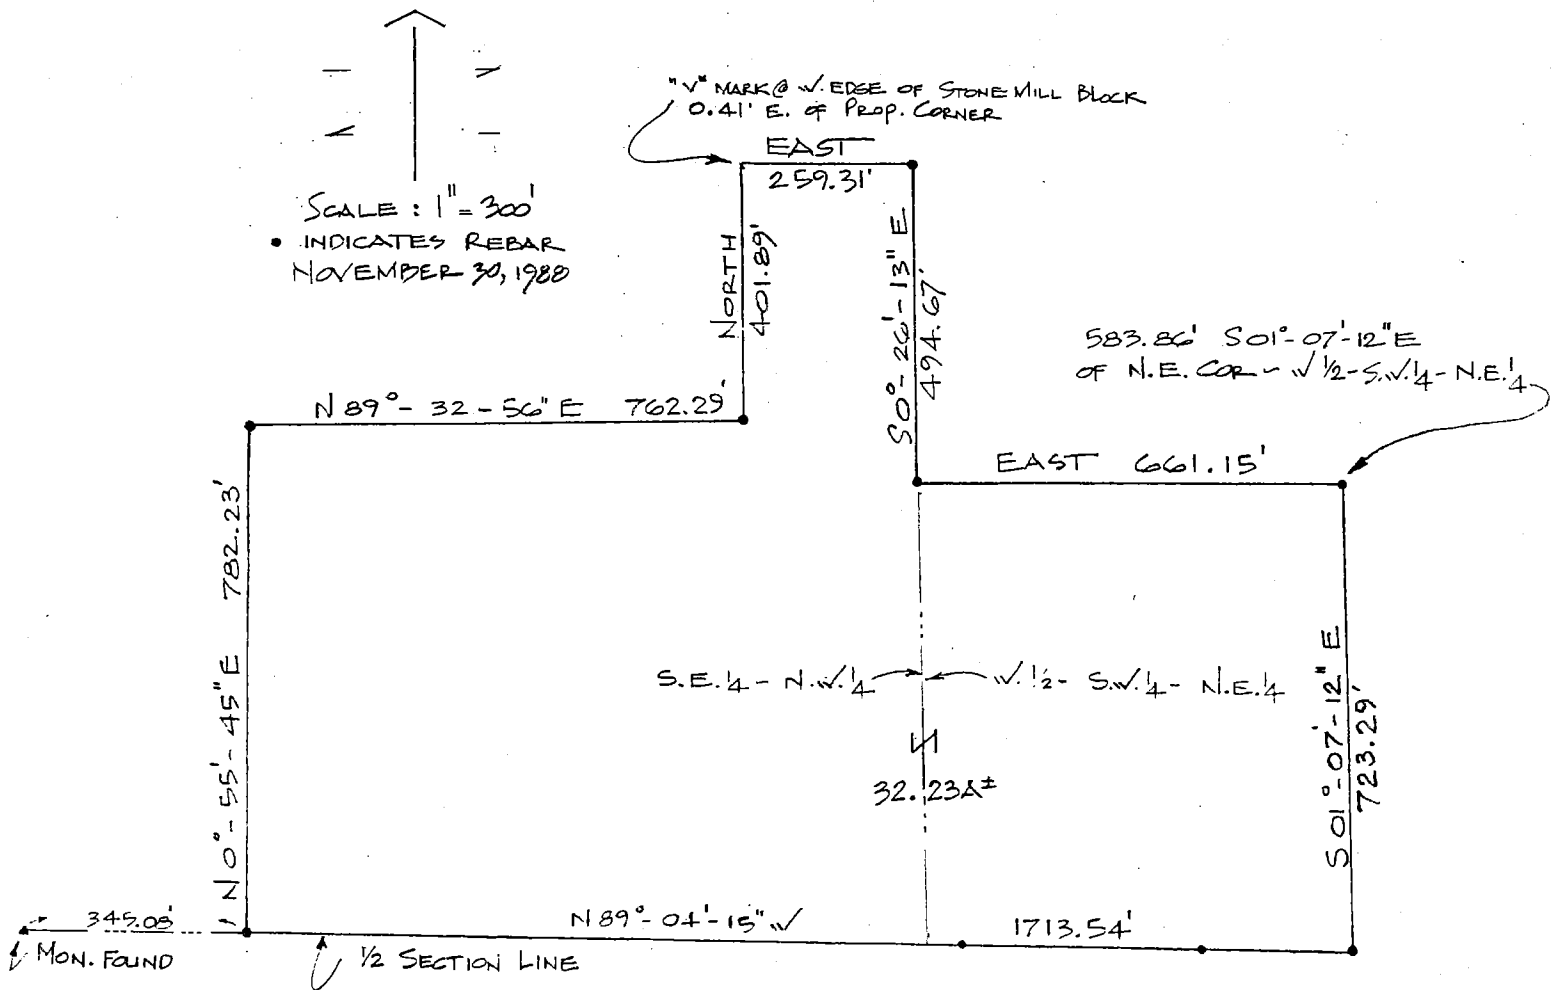 "V" MARK @ W. EDGE OF STONE MILL BLOCK
0.41' E. OF PROP. CORNER
EAST
259.31'
SCALE : 1" = 300'
• INDICATES REBAR
NOVEMBER 30, 1988
NORTH
401.89'
S 0°-26'-13" E
494.67'
583.86' S 01°-07'-12" E
OF N.E. COR - W 1/2 - S.W. 1/4 - N.E. 1/4
N 89°-32-56" E 762.29'
EAST 661.15'
N 0°-55'-45" E 782.23'
S.E. 1/4 - N.W. 1/4
W. 1/2 - S.W. 1/4 - N.E. 1/4
S 01°-07'-12" E
723.29'
32.23A±
345.08'
N 89°-04'-15" W
1713.54'
MON. FOUND
1/2 SECTION LINE